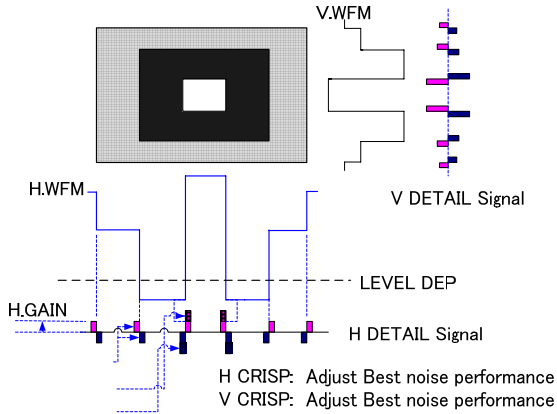 V.WFM
H.WFM
V DETAIL Signal
LEVEL DEP
H.GAIN
H DETAIL Signal
H CRISP: Adjust Best noise performance
V CRISP: Adjust Best noise performance